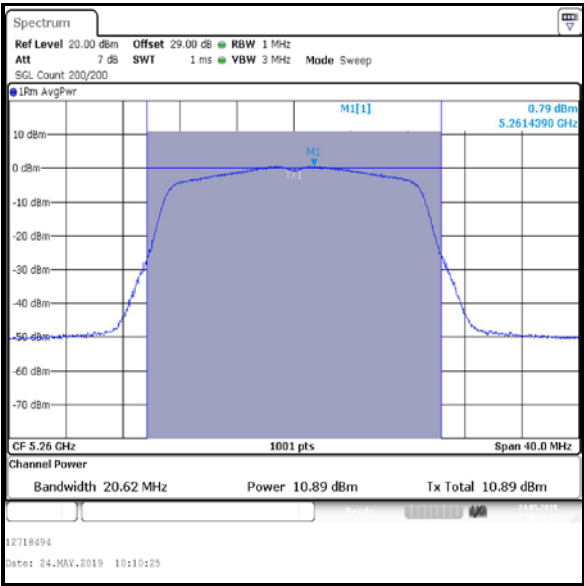 Spectrum
Ref Level 20.00 dBm Offset 29.00 dB RBW 1 MHz
Att 7 dB SWT 1 ms VBW 3 MHz Mode Sweep
SGL Count 200/200
1Rm AvgPwr
M1[1] 0.79 dBm
5.2614390 GHz
10 dBm
M1
0 dBm
TX1
-10 dBm
-20 dBm
-30 dBm
-40 dBm
-50 dBm
-60 dBm
-70 dBm
CF 5.26 GHz 1001 pts Span 40.0 MHz
Channel Power
Bandwidth 20.62 MHz Power 10.89 dBm Tx Total 10.89 dBm
Ready 24.05.2019
12718494
Date: 24.MAY.2019 10:10:25